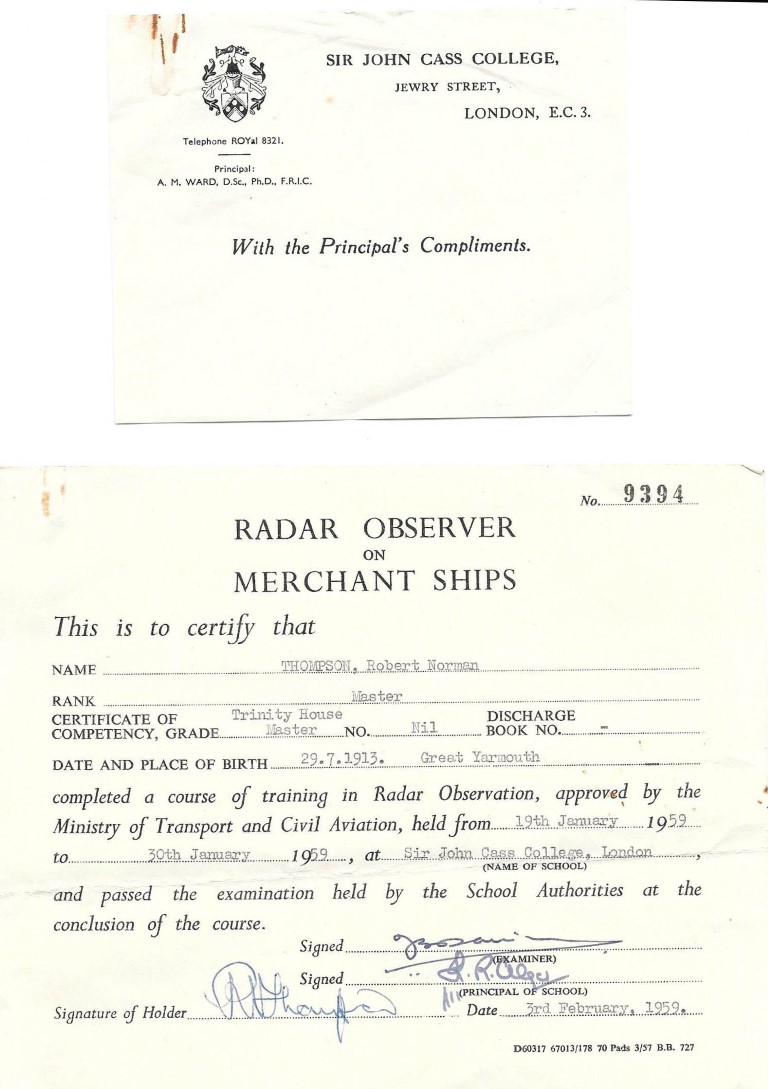 SIR JOHN CASS COLLEGE,
JEWRY STREET,
LONDON, E.C. 3.
Telephone ROYal 8321.
Principal:
A. M. WARD, D.Sc., Ph.D., F.R.I.C.
With the Principal's Compliments.
No. 9394
RADAR OBSERVER
ON
MERCHANT SHIPS
This is to certify that
NAME THOMPSON, Robert Norman
RANK Master
CERTIFICATE OF COMPETENCY, GRADE Trinity House Master NO. Nil DISCHARGE BOOK NO. -
DATE AND PLACE OF BIRTH 29.7.1913. Great Yarmouth
completed a course of training in Radar Observation, approved by the
Ministry of Transport and Civil Aviation, held from 19th January 1959
to 30th January 1959, at Sir John Cass College, London,
(NAME OF SCHOOL)
and passed the examination held by the School Authorities at the
conclusion of the course.
Signed
(EXAMINER)
Signed
(PRINCIPAL OF SCHOOL)
Signature of Holder RNThompson Date 3rd February, 1959.
D60317 67013/178 70 Pads 3/57 B.B. 727